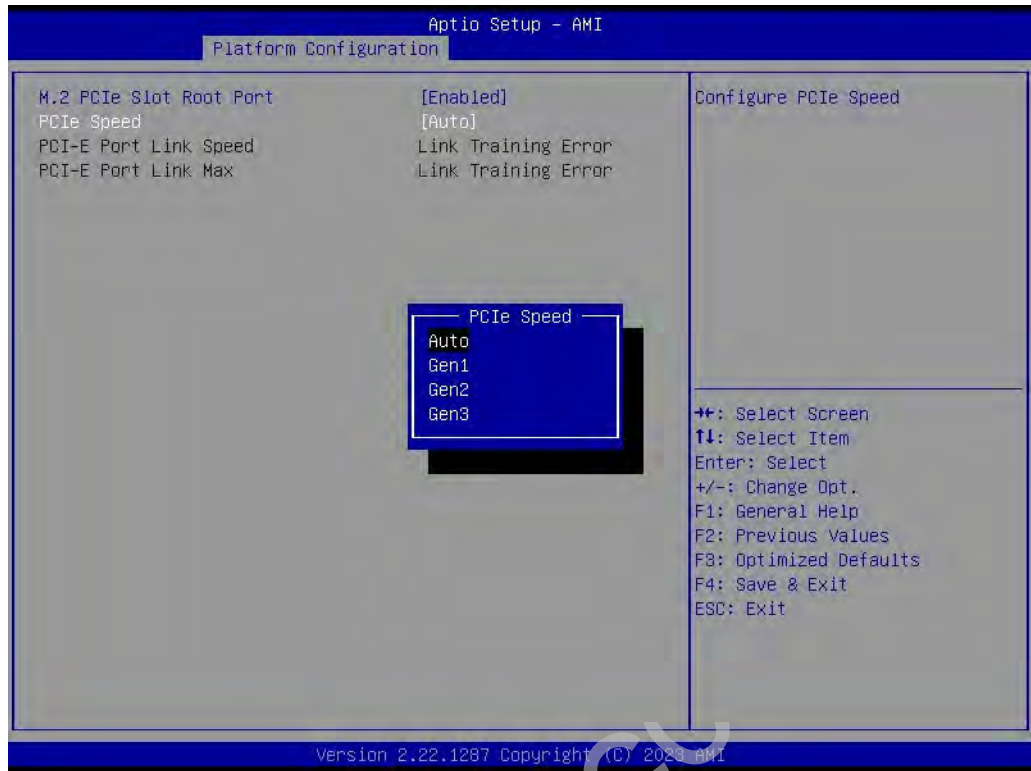 Aptio Setup – AMI
Platform Configuration
M.2 PCIe Slot Root Port [Enabled]
PCIe Speed [Auto]
PCI-E Port Link Speed Link Training Error
PCI-E Port Link Max Link Training Error
Configure PCIe Speed
PCIe Speed
Auto
Gen1
Gen2
Gen3
→←: Select Screen
↑↓: Select Item
Enter: Select
+/-: Change Opt.
F1: General Help
F2: Previous Values
F3: Optimized Defaults
F4: Save & Exit
ESC: Exit
Version 2.22.1287 Copyright (C) 2023 AMI